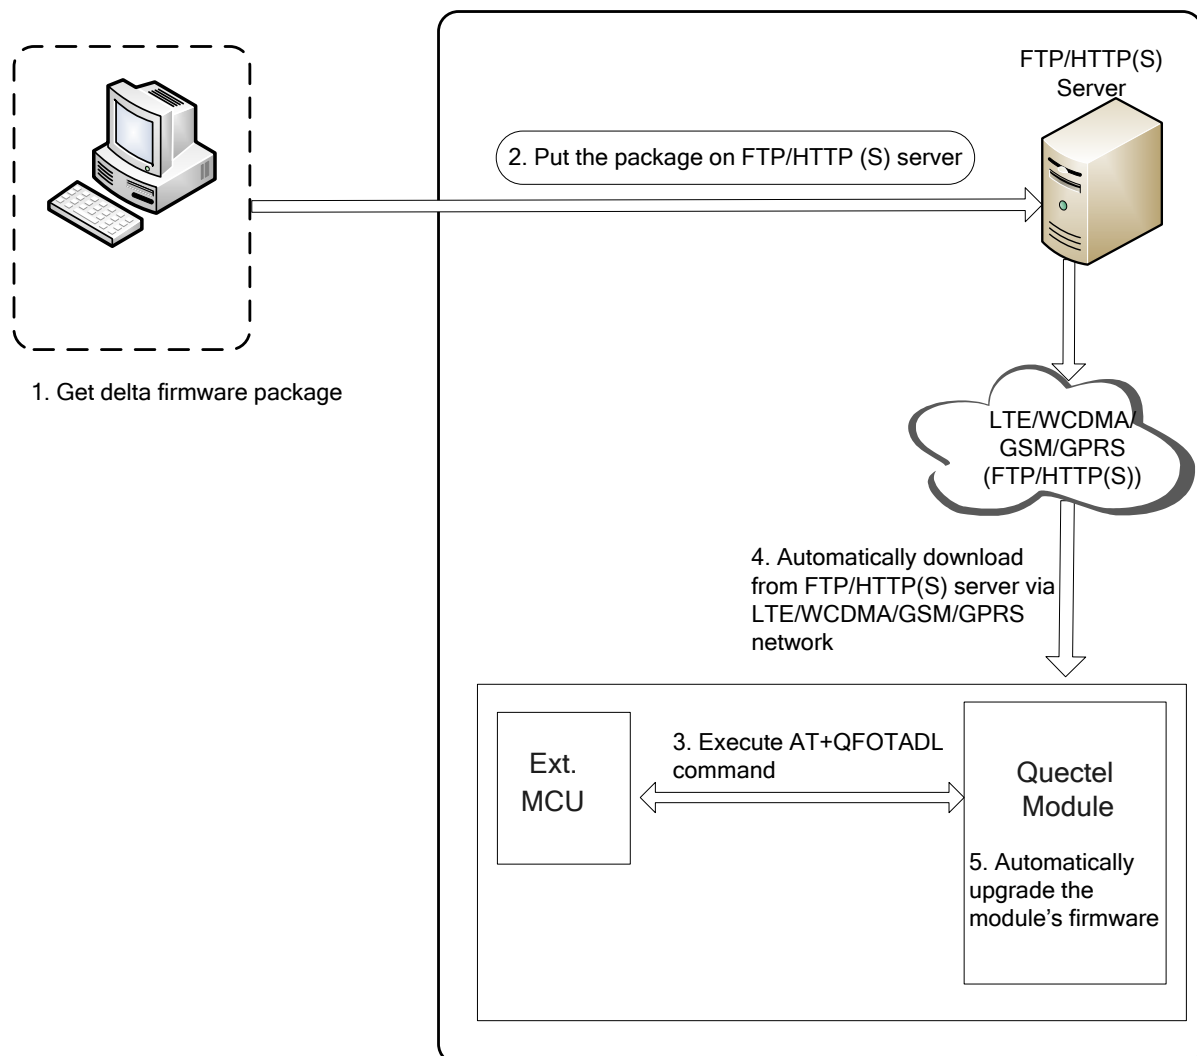 FTP/HTTP(S)
Server
2. Put the package on FTP/HTTP (S) server
1. Get delta firmware package
LTE/WCDMA/
GSM/GPRS
(FTP/HTTP(S))
4. Automatically download
from FTP/HTTP(S) server via
LTE/WCDMA/GSM/GPRS
network
3. Execute AT+QFOTADL
command
Ext.
MCU
Quectel
Module
5. Automatically
upgrade the
module's firmware